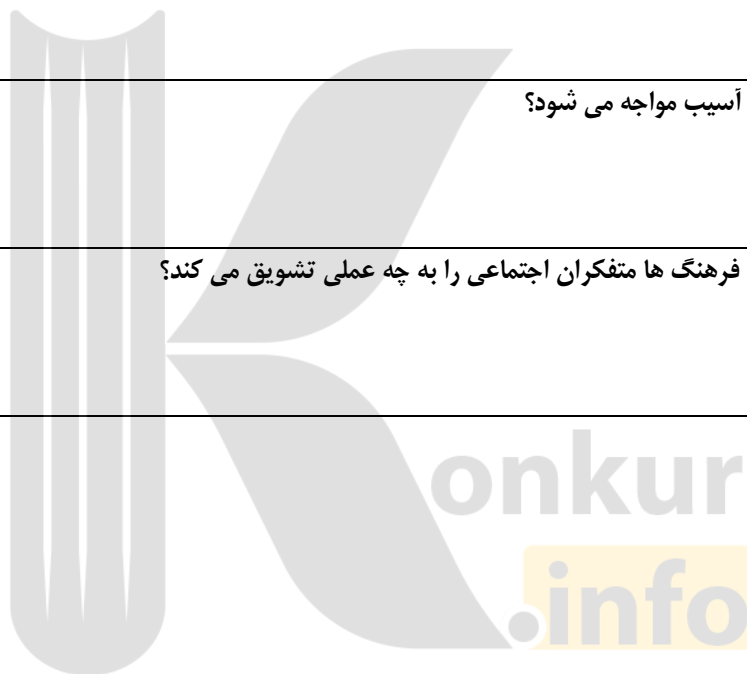 آسیب مواجه می شود؟
فرهنگ ها متفکران اجتماعی را به چه عملی تشویق می کند؟
onkur
.info